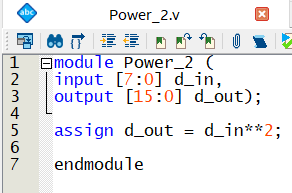 Power_2.v
1 module Power_2 (
2 input [7:0] d_in,
3 output [15:0] d_out);
4
5 assign d_out = d_in**2;
6
7 endmodule